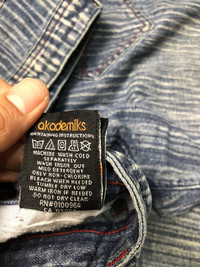 akademiks
MAINTAINING INSTRUCTIONS
MACHINE WASH COLD
SEPARATELY
WASH INSIDE OUT
MILD DETERGENT
ONLY NON-CHLORINE
BLEACH WHEN NEEDED
TUMBLE DRY LOW
WARM IRON IF NEEDED
DO NOT DRY CLEAN
RN#0100964